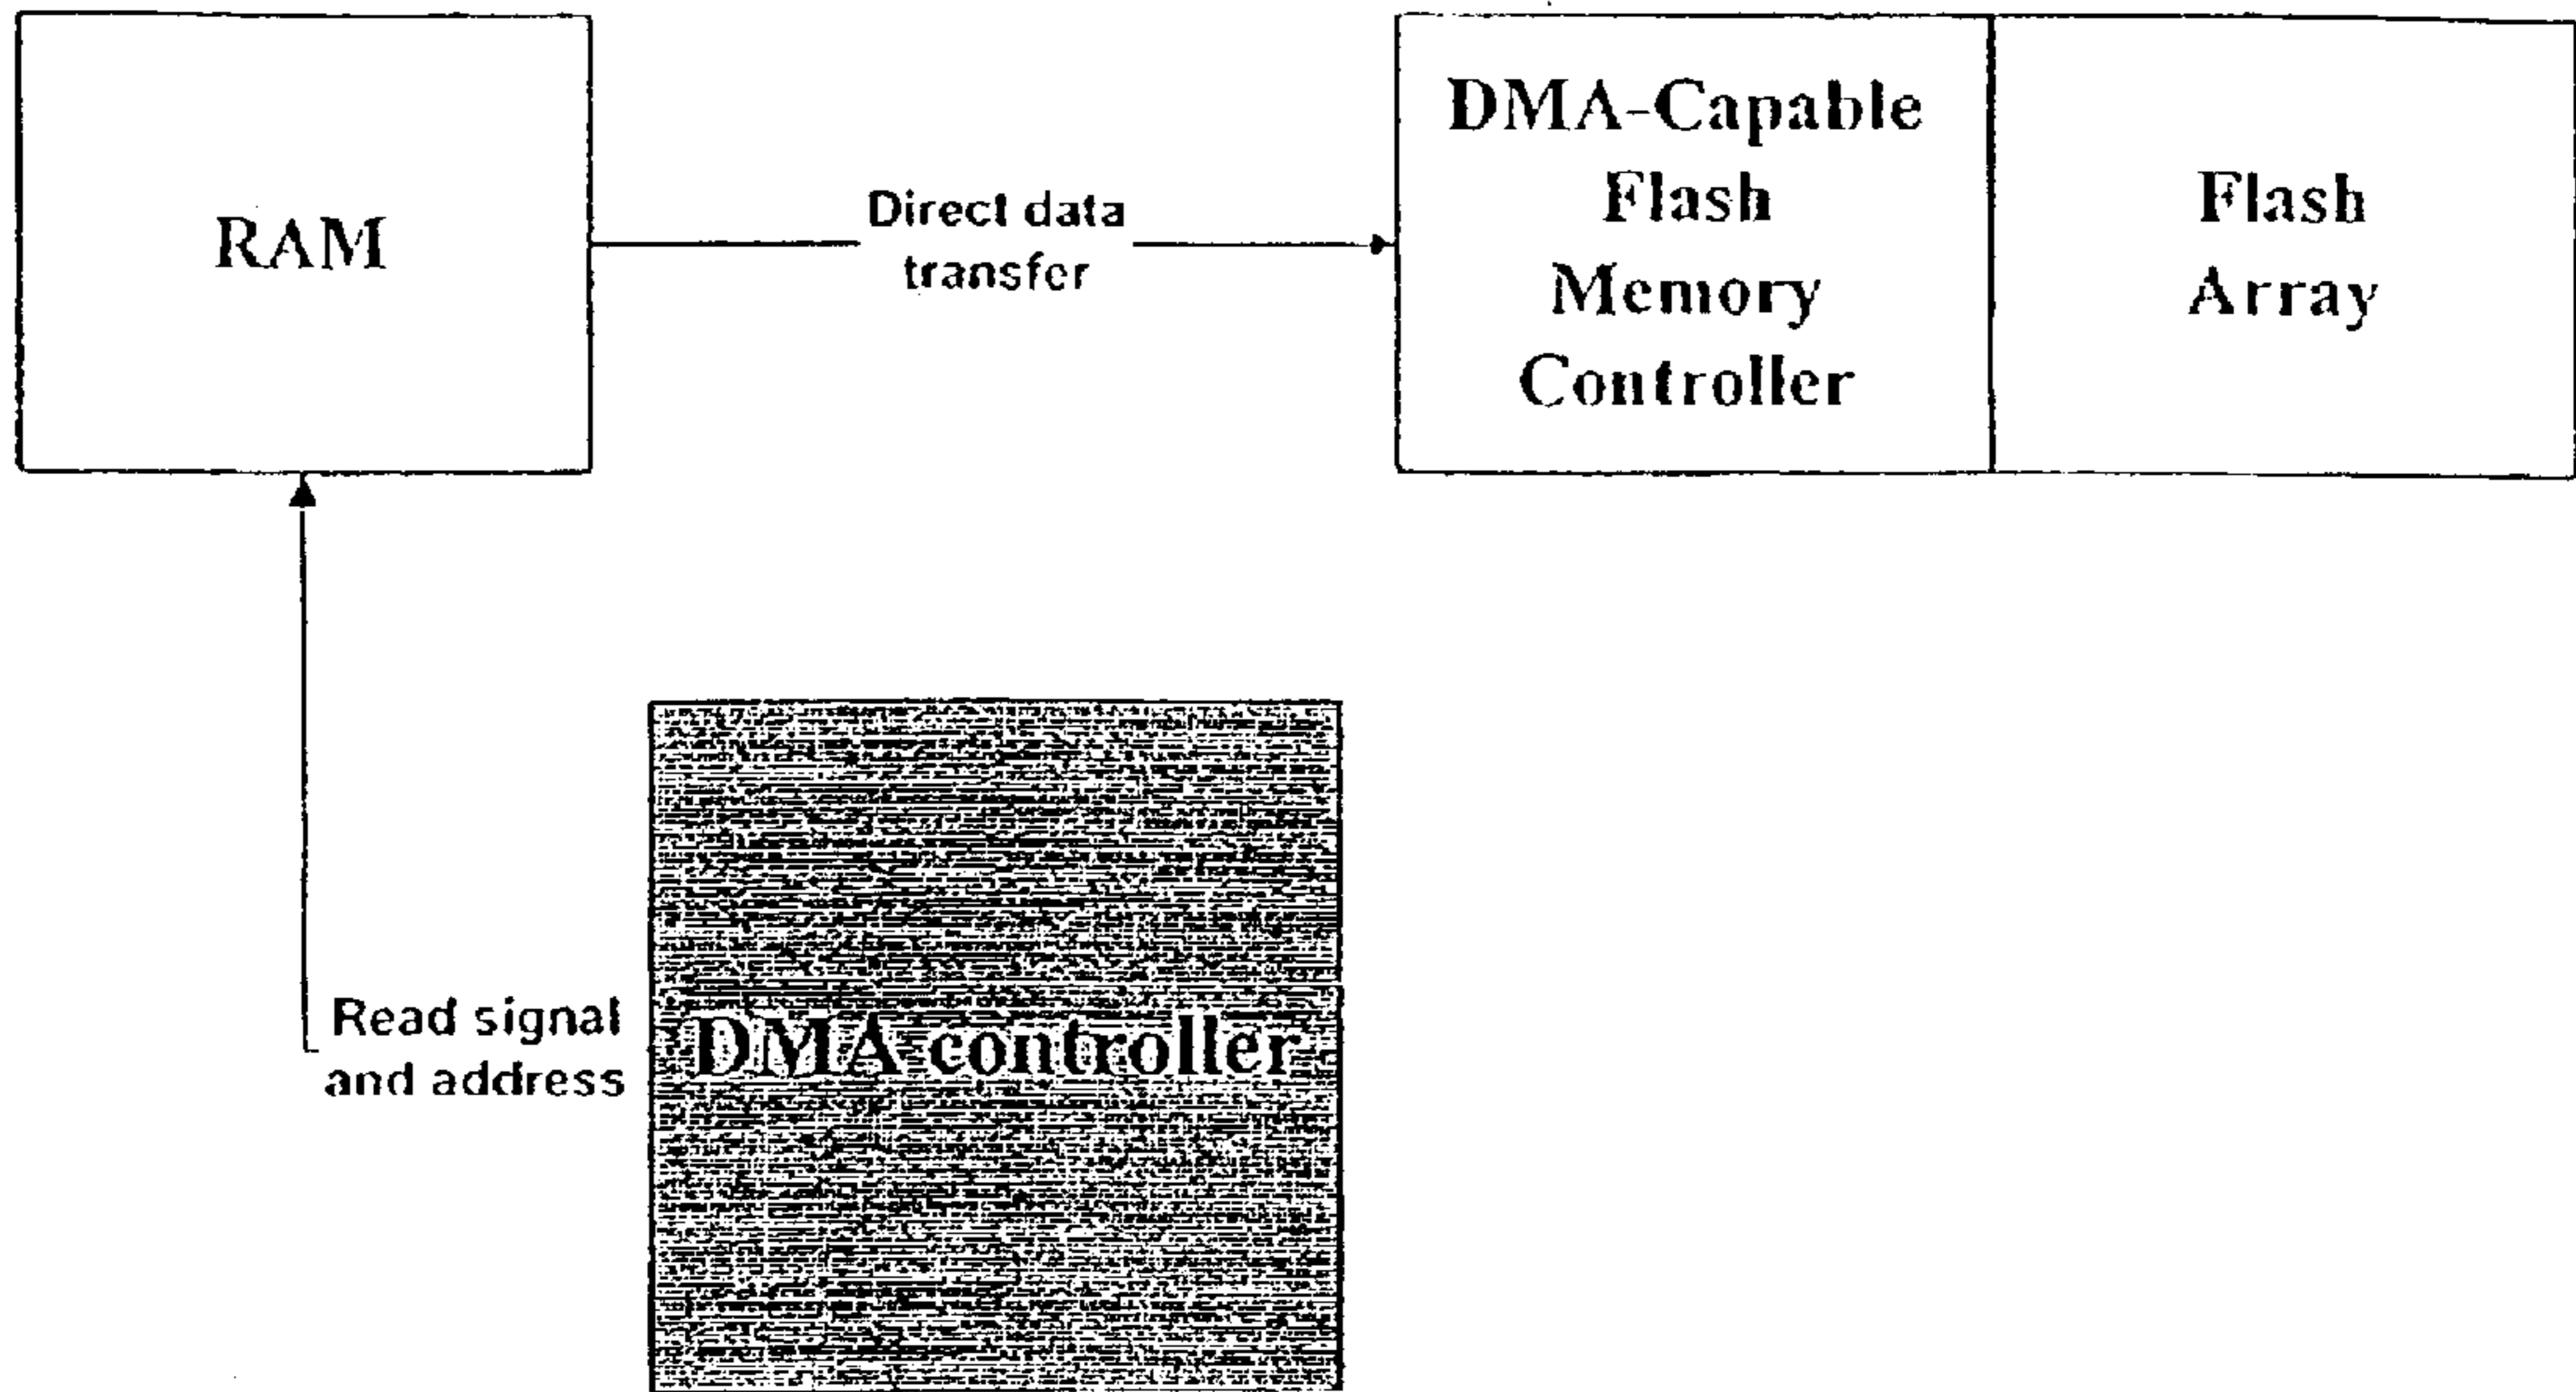 RAM
Direct data
transfer
DMA-Capable
Flash
Memory
Controller
Flash
Array
Read signal
and address
DMA controller